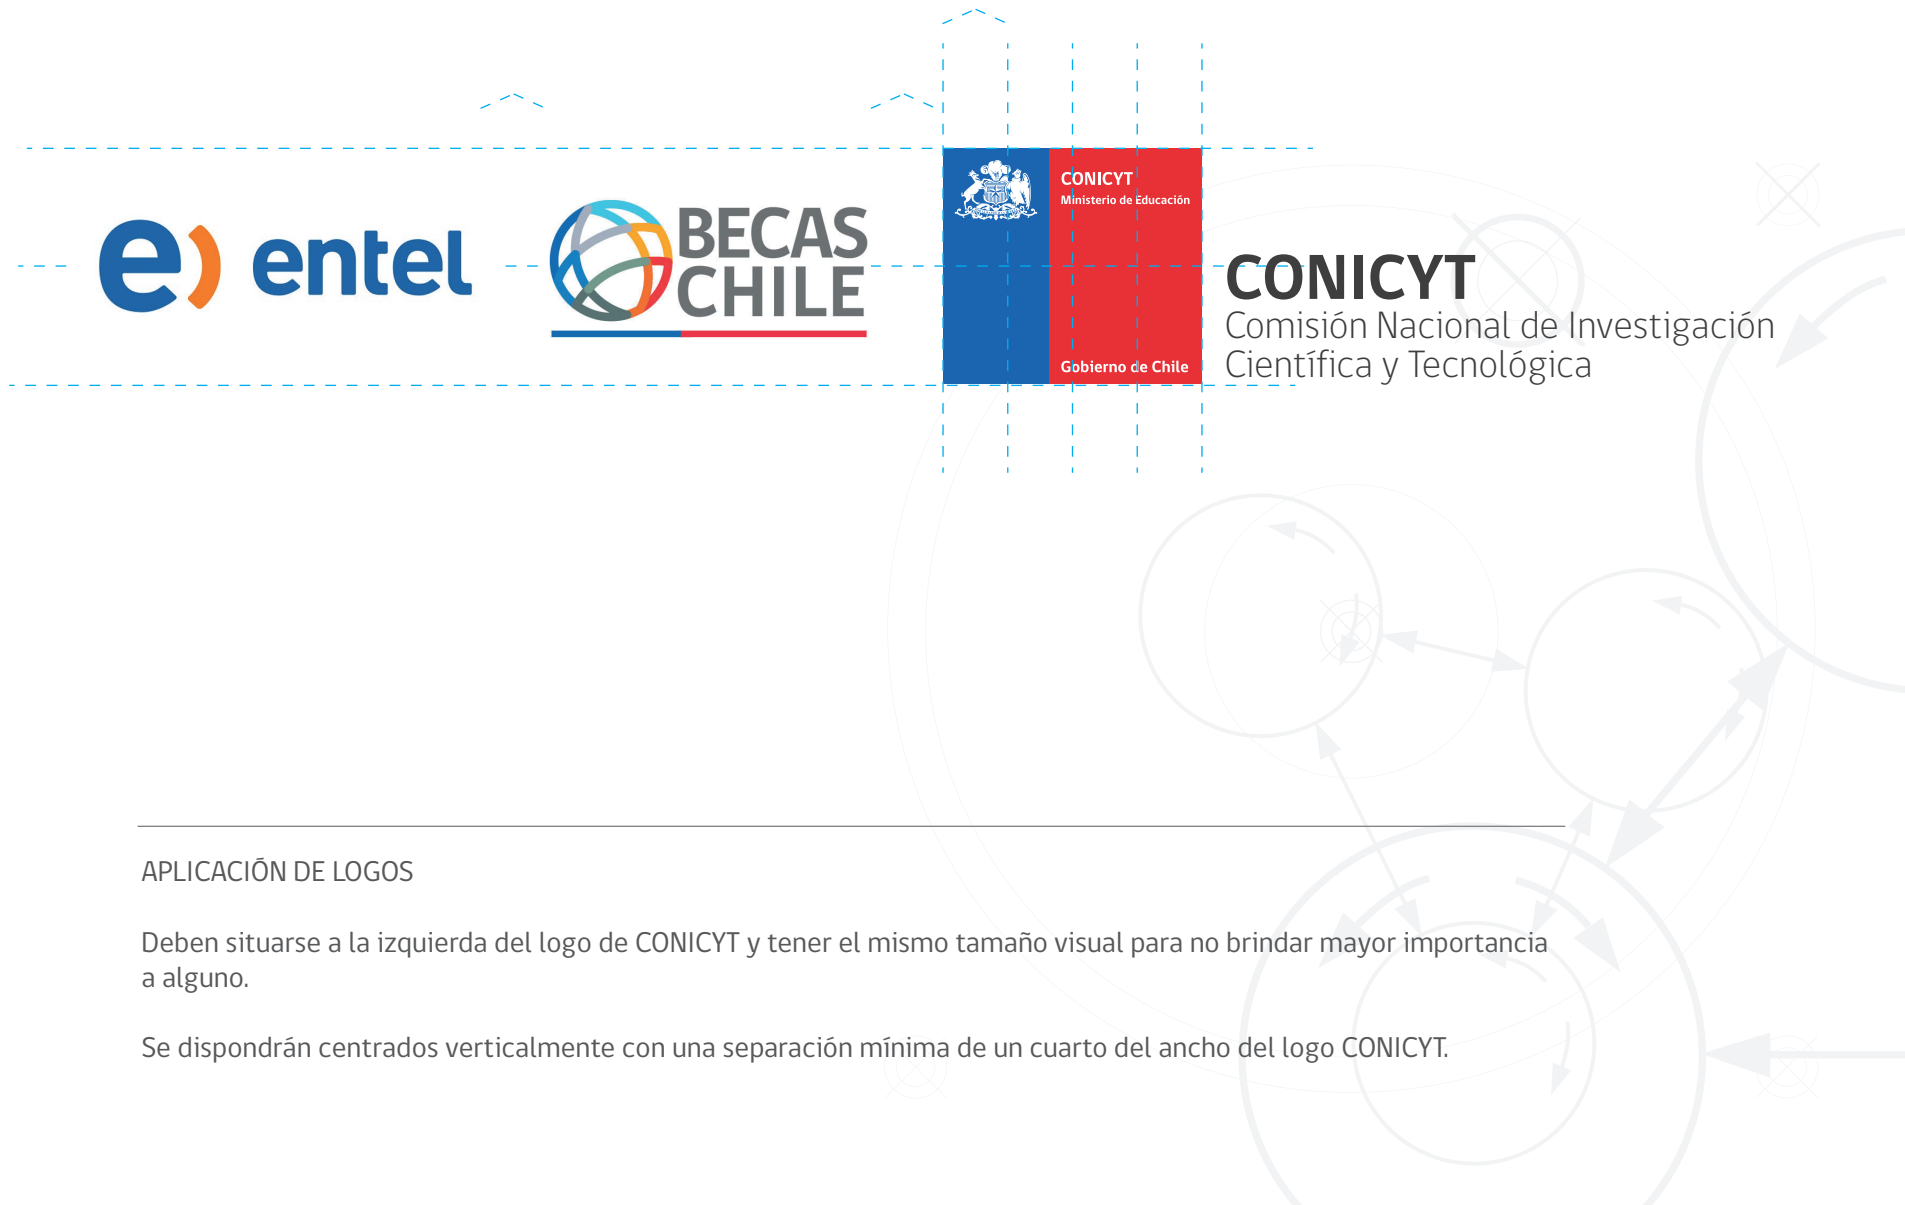 e) entel
BECAS
CHILE
CONICYT
Ministerio de Educación
Gobierno de Chile
CONICYT
Comisión Nacional de Investigación
Científica y Tecnológica
APLICACIÓN DE LOGOS
Deben situarse a la izquierda del logo de CONICYT y tener el mismo tamaño visual para no brindar mayor importancia
a alguno.
Se dispondrán centrados verticalmente con una separación mínima de un cuarto del ancho del logo CONICYT.